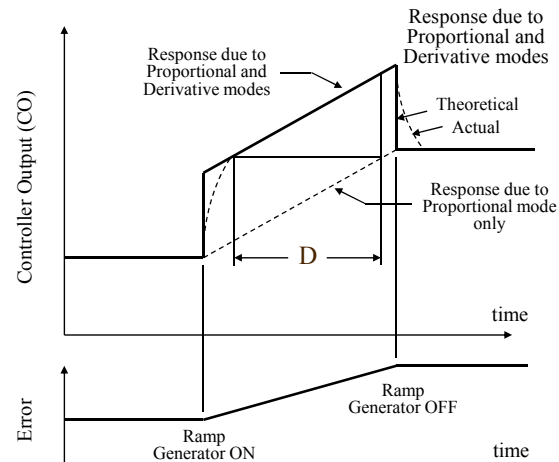 Response due to
Proportional and
Derivative modes
Response due to
Proportional and
Derivative modes
Theoretical
Actual
Response due to
Proportional mode
only
D
Controller Output (CO)
time
Ramp
Generator OFF
Ramp
Generator ON
Error
time